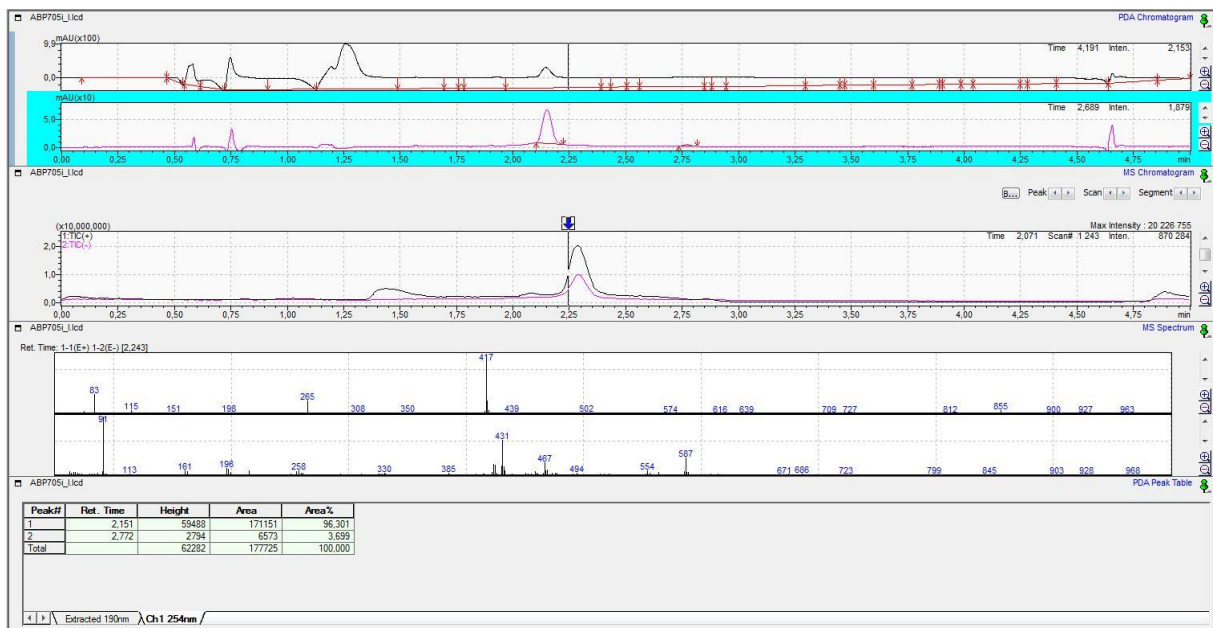 ABP705i_I.lcd
PDA Chromatogram
mAU(x100)
Time 4,191 Inten. 2,153
9,9
0,0
mAU(x10)
Time 2,689 Inten. 1,879
5,0
0,0
0,00 0,25 0,50 0,75 1,00 1,25 1,50 1,75 2,00 2,25 2,50 2,75 3,00 3,25 3,50 3,75 4,00 4,25 4,50 4,75 min
ABP705i_I.lcd
MS Chromatogram
B... Peak Scan Segment
(x10,000,000)
Max Intensity : 20 226 755
1:TIC(+)
Time 2,071 Scan# 1 243 Inten. 870 284
2:TIC(-)
2,0
1,0
0,0
0,00 0,25 0,50 0,75 1,00 1,25 1,50 1,75 2,00 2,25 2,50 2,75 3,00 3,25 3,50 3,75 4,00 4,25 4,50 4,75 min
ABP705i_I.lcd
MS Spectrum
Ret. Time: 1-1(E+) 1-2(E-) [2,243]
417
83 265
115 151 198 308 350 439 502 574 616 639 709 727 812 855 900 927 963
91
431
467 587
113 161 196 258 330 385 494 554 671 686 723 799 845 903 928 968
ABP705i_I.lcd
PDA Peak Table
Peak# Ret. Time Height Area Area%
1 2,151 59488 171151 96,301
2 2,772 2794 6573 3,699
Total 62282 177725 100,000
Extracted 190nm Ch1 254nm